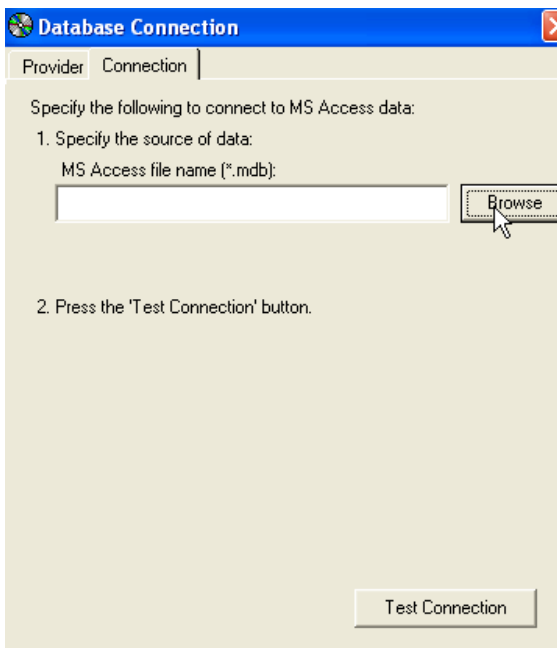 Database Connection
Provider Connection
Specify the following to connect to MS Access data:
1. Specify the source of data:
MS Access file name (*.mdb):
Browse
2. Press the 'Test Connection' button.
Test Connection